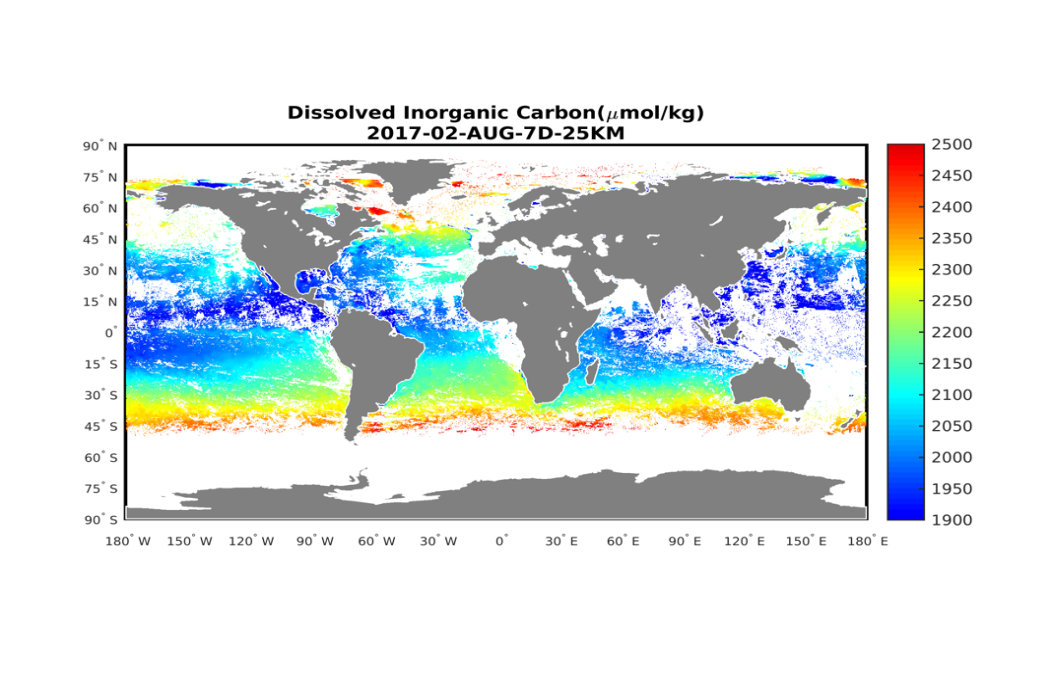 Dissolved Inorganic Carbon(μmol/kg)
2017-02-AUG-7D-25KM
90° N
75° N
60° N
45° N
30° N
15° N
0°
15° S
30° S
45° S
60° S
75° S
90° S
180° W 150° W 120° W 90° W 60° W 30° W 0° 30° E 60° E 90° E 120° E 150° E 180° E
2500
2450
2400
2350
2300
2250
2200
2150
2100
2050
2000
1950
1900